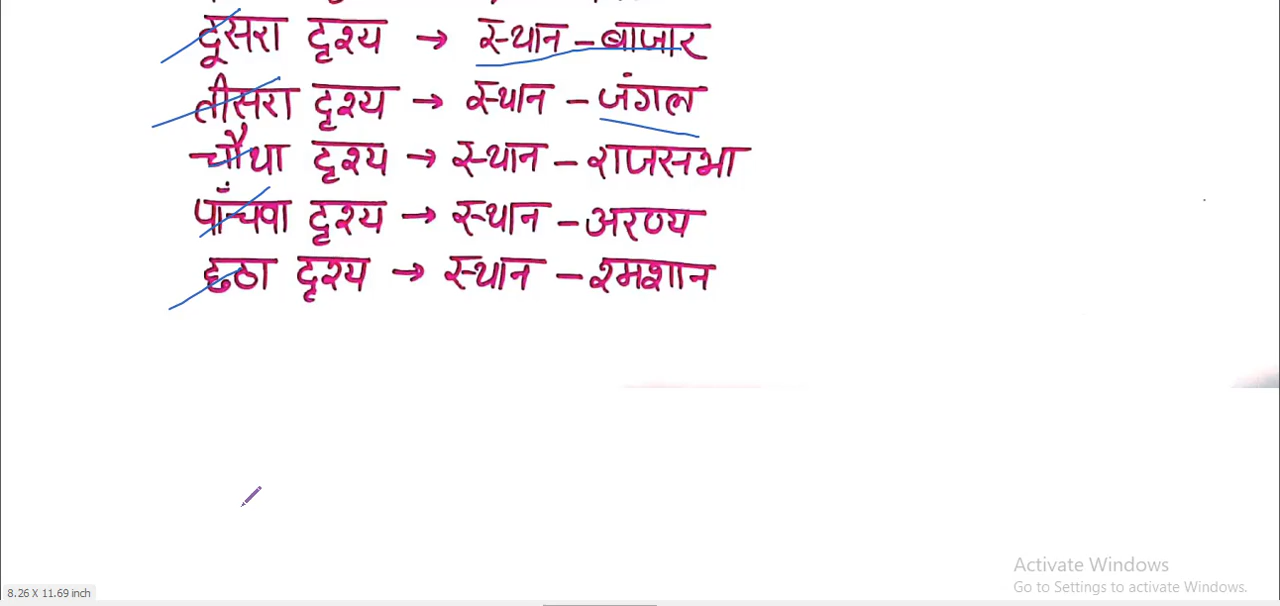 दूसरा दृश्य → स्थान - बाजार
तीसरा दृश्य → स्थान - जंगल
चौथा दृश्य → स्थान - राजसभा
पाँचवा दृश्य → स्थान - अरण्य
छठा दृश्य → स्थान - श्मशान
Activate Windows
Go to Settings to activate Windows.
8.26 X 11.69 inch